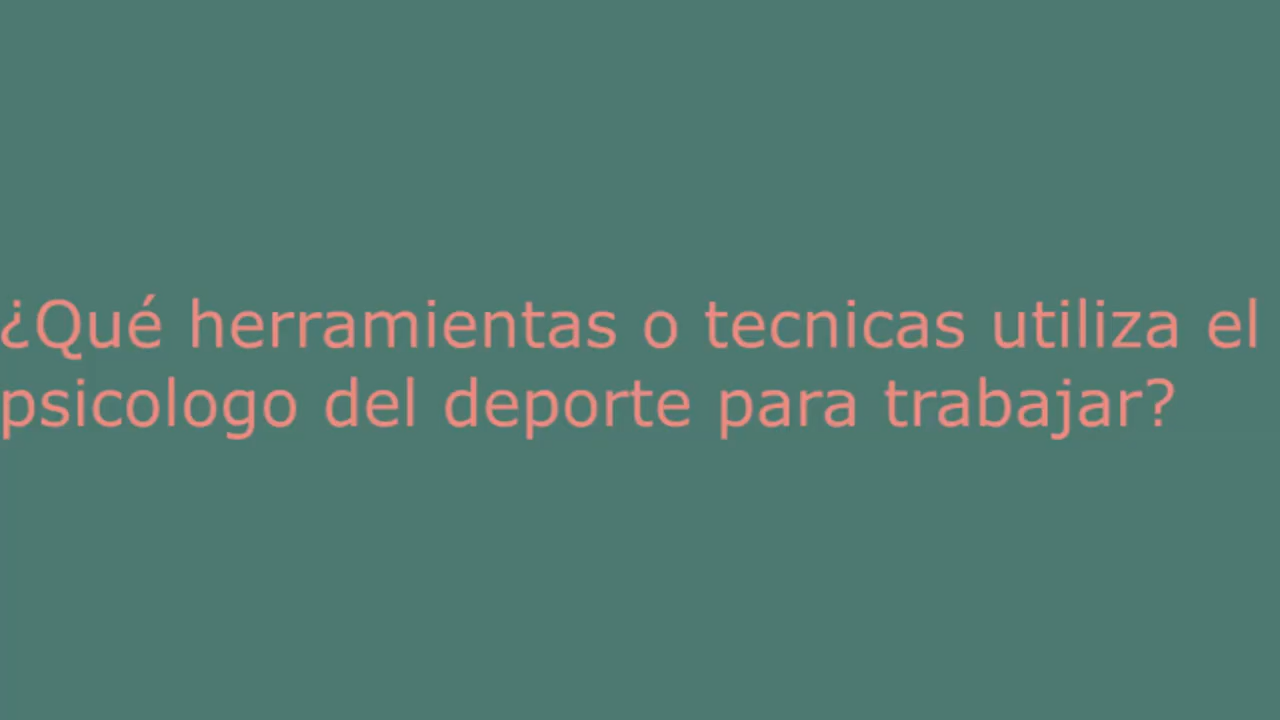 ¿Qué herramientas o tecnicas utiliza el
psicologo del deporte para trabajar?